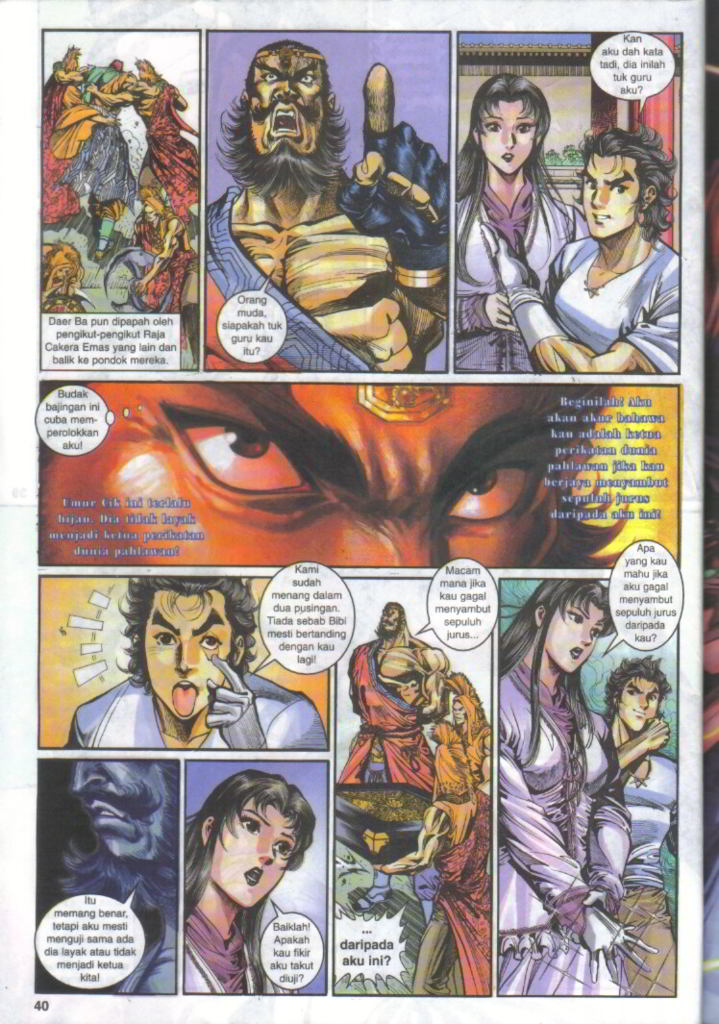 Daer Ba pun dipapah oleh
pengikut-pengikut Raja
Cakera Emas yang lain dan
balik ke pondok mereka.
Orang
muda,
siapakah tuk
guru kau
itu?
Kan
aku dah kata
tadi, dia inilah
tuk guru
aku?
Budak
bajingan ini
cuba mem-
perolokkan
aku!
Umur Cik ini terlalu
hijau. Dia tidak layak
menjadi ketua perikatan
dunia pahlawan!
Beginilah! Aku
akan akur bahawa
kau adalah ketua
perikatan dunia
pahlawan jika kau
berjaya menyambut
sepuluh jurus
daripada aku ini!
Kami
sudah
menang dalam
dua pusingan.
Tiada sebab Bibi
mesti bertanding
dengan kau
lagi!
Itu
memang benar,
tetapi aku mesti
menguji sama ada
dia layak atau tidak
menjadi ketua
kita!
Baiklah!
Apakah
kau fikir
aku takut
diuji?
Macam
mana jika
kau gagal
menyambut
sepuluh
jurus...
...
daripada
aku ini?
Apa
yang kau
mahu jika
aku gagal
menyambut
sepuluh jurus
daripada
kau?
40